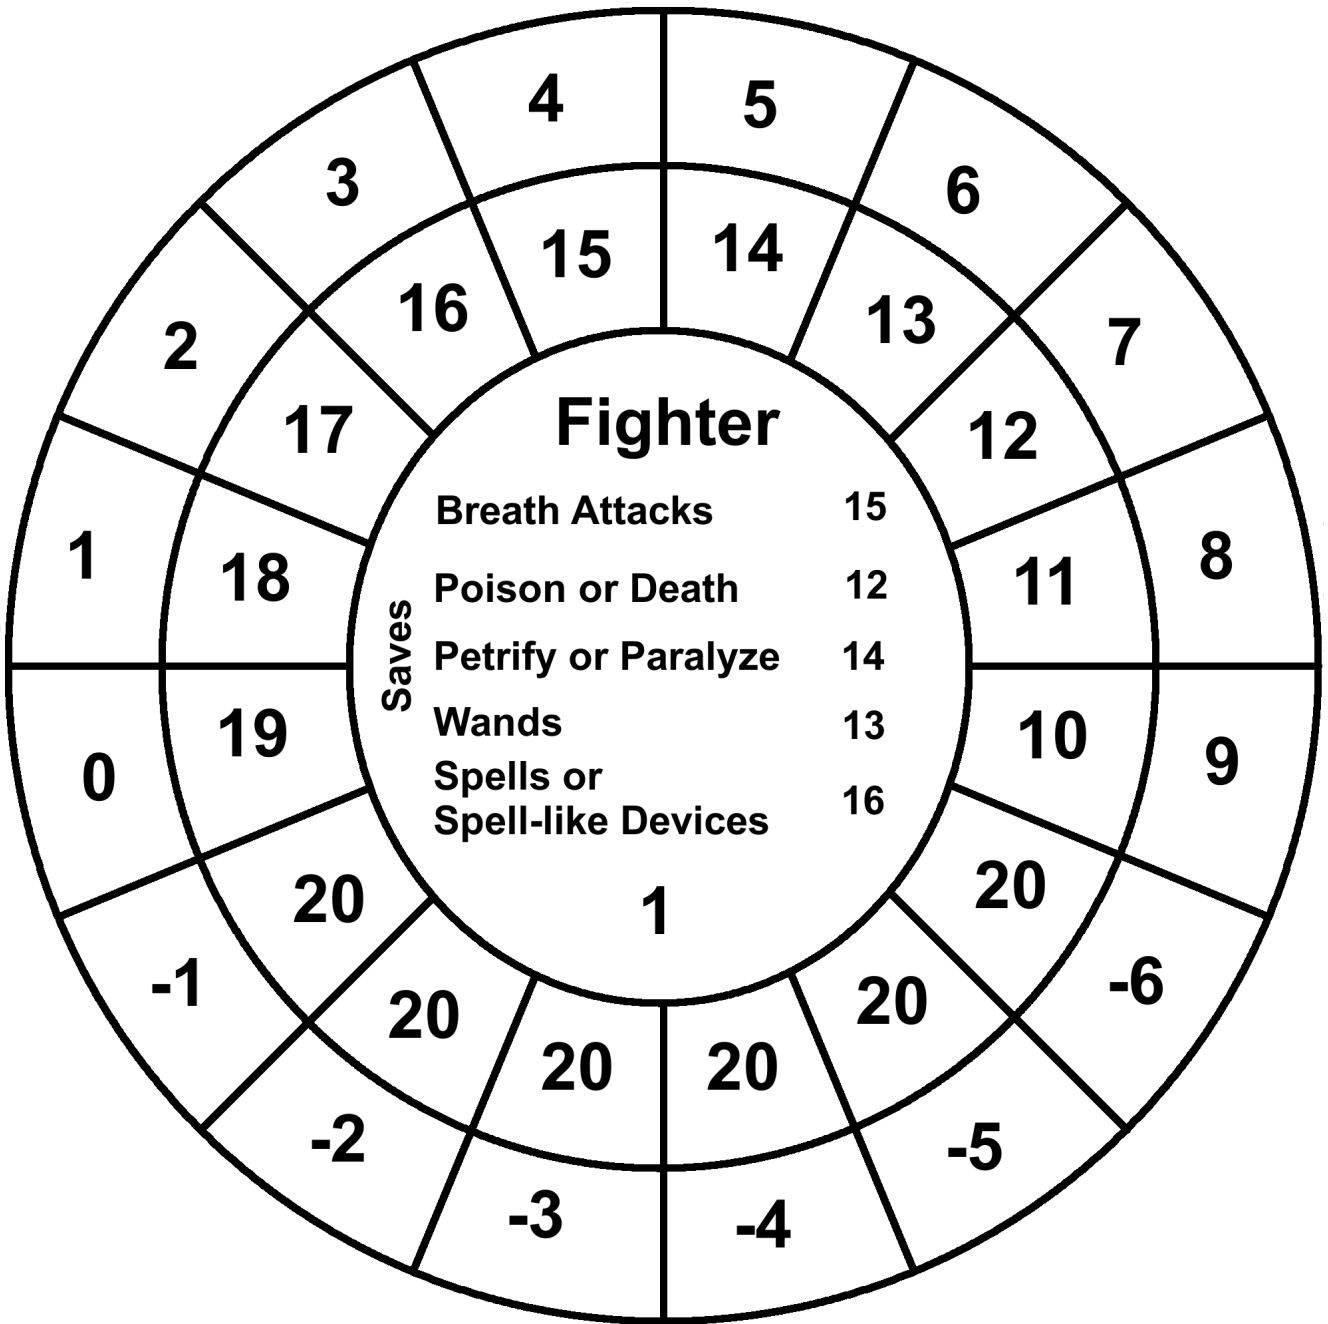 4 5
3 6
2 7
1 8
0 9
-1 -6
-2 -5
-3 -4
15 14
16 13
17 12
18 11
19 10
20 20
20 20
20 20
Fighter
Saves
Breath Attacks 15
Poison or Death 12
Petrify or Paralyze 14
Wands 13
Spells or
Spell-like Devices 16
1